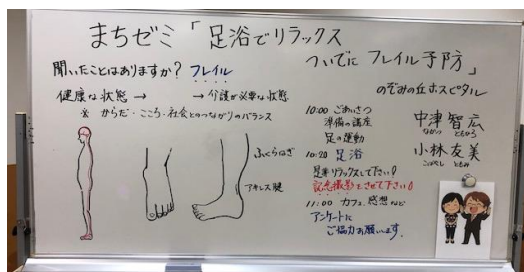 まちゼミ「足浴でリラックス
ついでに フレイル予防」
聞いたことはありますか? フレイル
のぞみの丘ホスピタル
健康な状態 → → 介護が必要な状態
※ からだ・こころ・社会とのつながりのバランス
ふくらはぎ
アキレス腱
10:00 ごあいさつ
準備の講座
足の運動
10:20 足浴
足をリラックスして下さい!
記念撮影をさせて下さい!
11:00 カフェ、感想など
アンケートに
ご協力お願いします。
中津智広
なかつ ともひろ
小林友美
こばやし ともみ